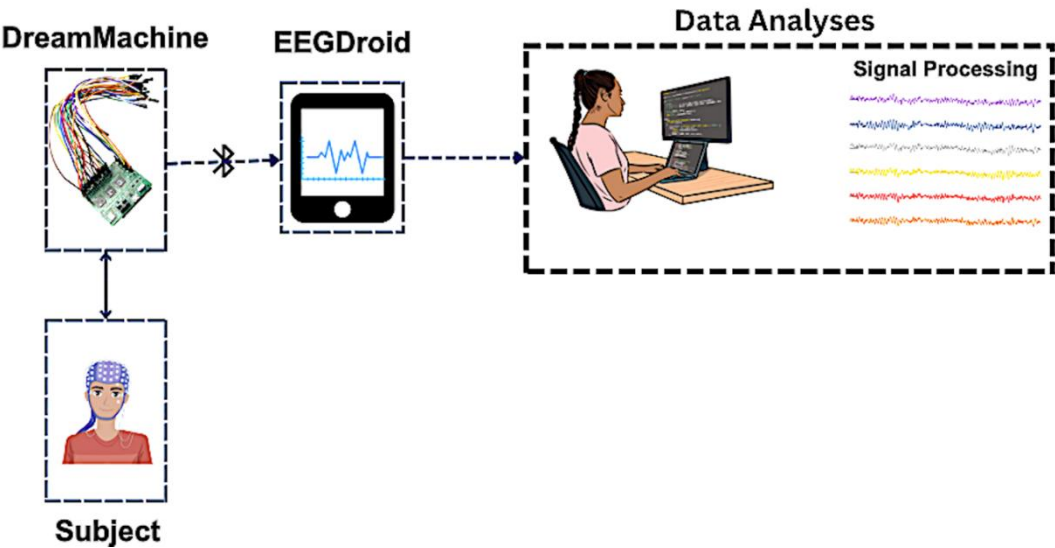 DreamMachine
EEGDroid
Data Analyses
Signal Processing
Subject